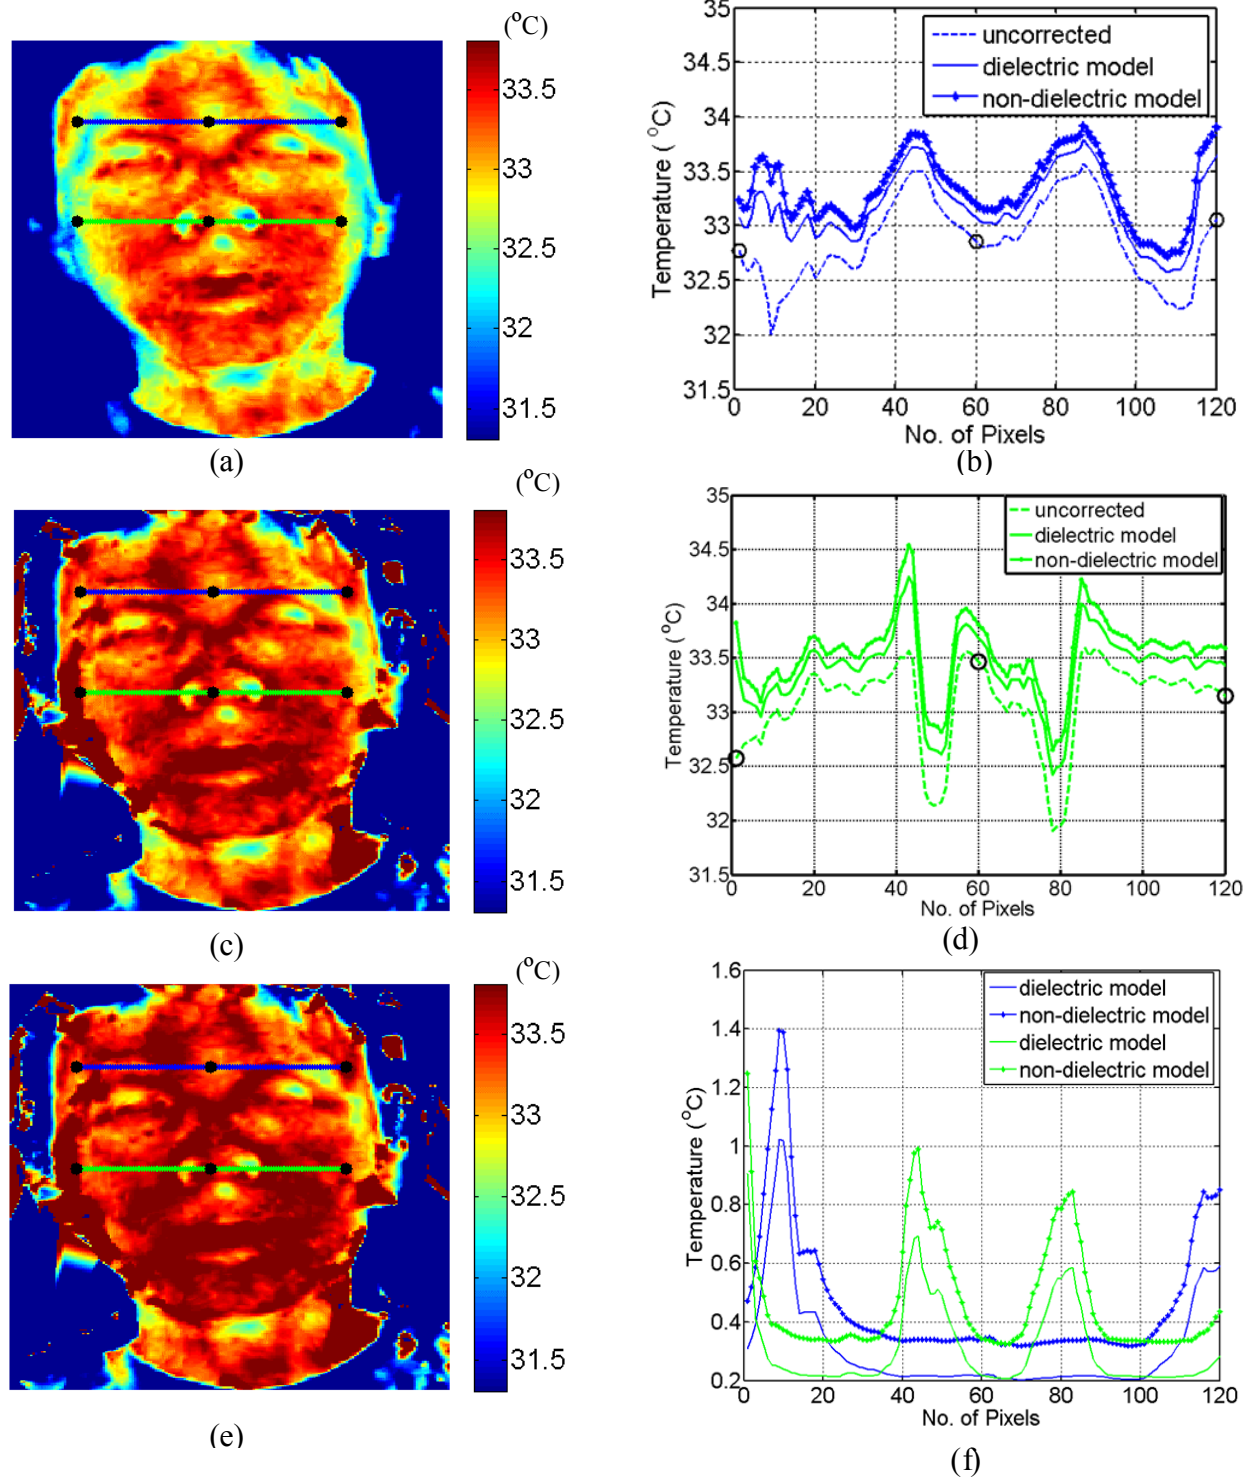 (°C)
33.5
33
32.5
32
31.5
(a)
35
34.5
34
33.5
33
32.5
32
31.5
0 20 40 60 80 100 120
Temperature ( °C)
No. of Pixels
uncorrected
dielectric model
non-dielectric model
(b)
(°C)
33.5
33
32.5
32
31.5
(c)
35
34.5
34
33.5
33
32.5
32
31.5
0 20 40 60 80 100 120
Temperature ( °C)
No. of Pixels
uncorrected
dielectric model
non-dielectric model
(d)
(°C)
33.5
33
32.5
32
31.5
(e)
1.6
1.4
1.2
1
0.8
0.6
0.4
0.2
0 20 40 60 80 100 120
Temperature ( °C)
No. of Pixels
dielectric model
non-dielectric model
dielectric model
non-dielectric model
(f)